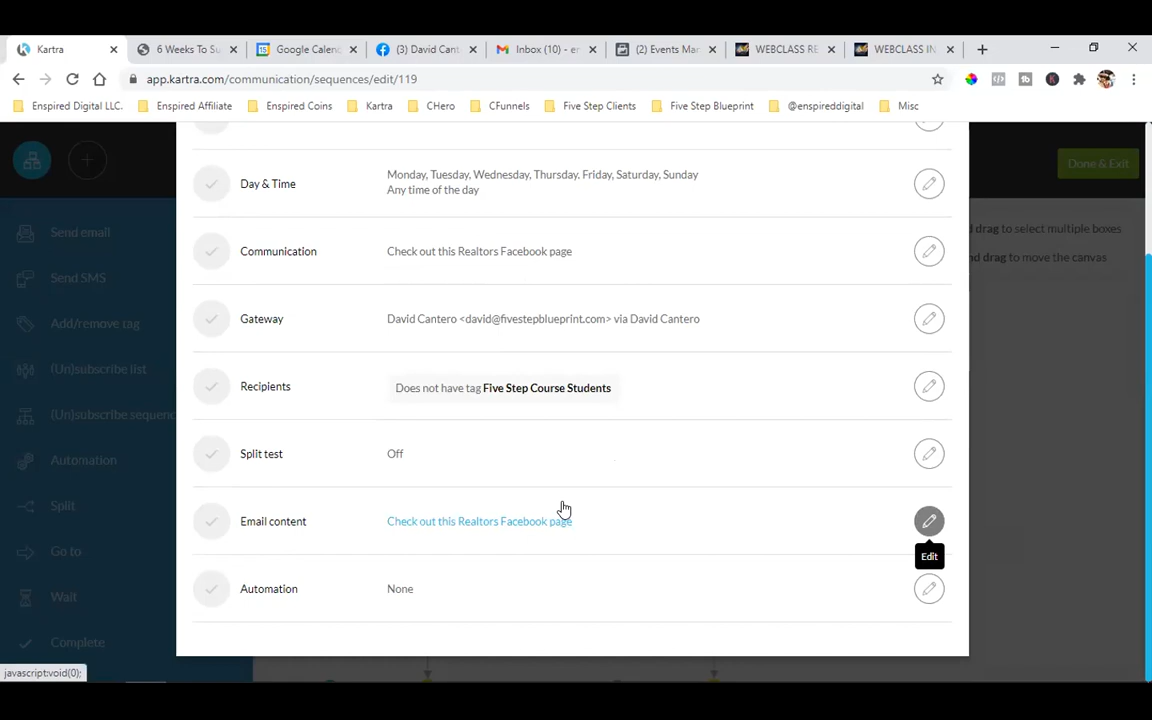 Kartra
6 Weeks To Su
Google Calen
(3) David Cant
Inbox (10) - er
(2) Events Mar
WEBCLASS RE
WEBCLASS IN
app.kartra.com/communication/sequences/edit/119
Enspired Digital LLC.
Enspired Affiliate
Enspired Coins
Kartra
CHero
CFunnels
Five Step Clients
Five Step Blueprint
@enspireddigital
Misc
Done & Exit
Day & Time
Monday, Tuesday, Wednesday, Thursday. Friday, Saturday, Sunday
Any time of the day
Send email
d drag to select multiple boxes
Communication
Check out this Realtors Facebook page
nd drag to move the canvas
Send SMS
Gateway
David Cantero <david@fivestepblueprint.com> via David Cantero
Add/remove tag
(Un)subscribe list
Recipients
Does not have tag Five Step Course Students
(Un)subscribe sequenc
Split test
Off
Automation
Split
Email content
Check out this Realtors Facebook page
Go to
Edit
Automation
None
Wait
Complete
javascript:void(0);